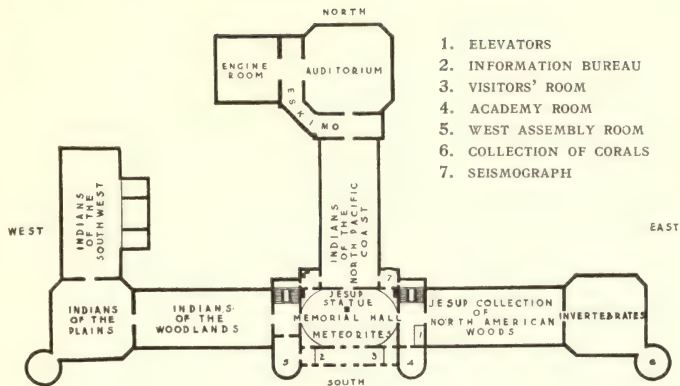 NORTH
1. ELEVATORS
2. INFORMATION BUREAU
3. VISITORS' ROOM
4. ACADEMY ROOM
5. WEST ASSEMBLY ROOM
6. COLLECTION OF CORALS
7. SEISMOGRAPH
ENGINE
ROOM
AUDITORIUM
ESKIMO
WEST
EAST
INDIANS
OF THE
SOUTHWEST
INDIANS
OF THE
NORTH PACIFIC
COAST
7
INDIANS
OF THE
PLAINS
INDIANS
OF THE
WOODLANDS
JESUP
STATUE
MEMORIAL HALL
METEORITES
JESUP COLLECTION
OF
NORTH AMERICAN
WOODS
INVERTEBRATES
1
5
2
3
4
6
SOUTH